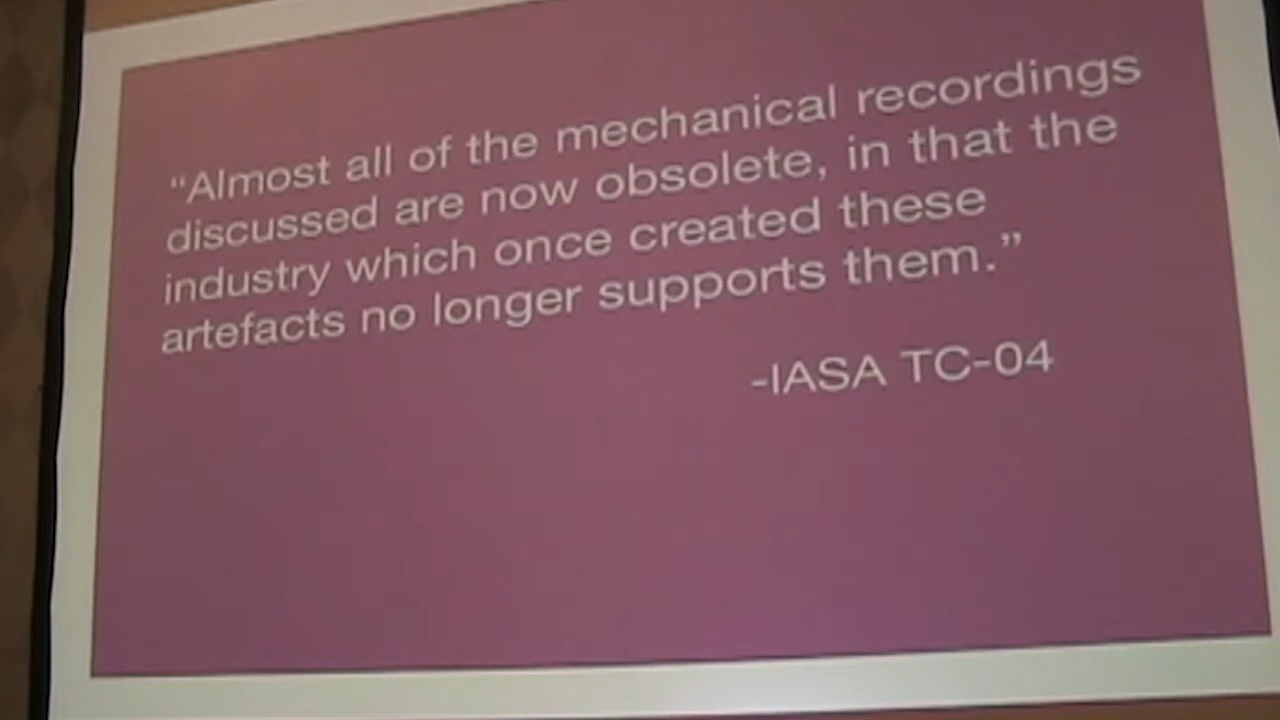 “Almost all of the mechanical recordings
discussed are now obsolete, in that the
industry which once created these
artefacts no longer supports them.”
-IASA TC-04